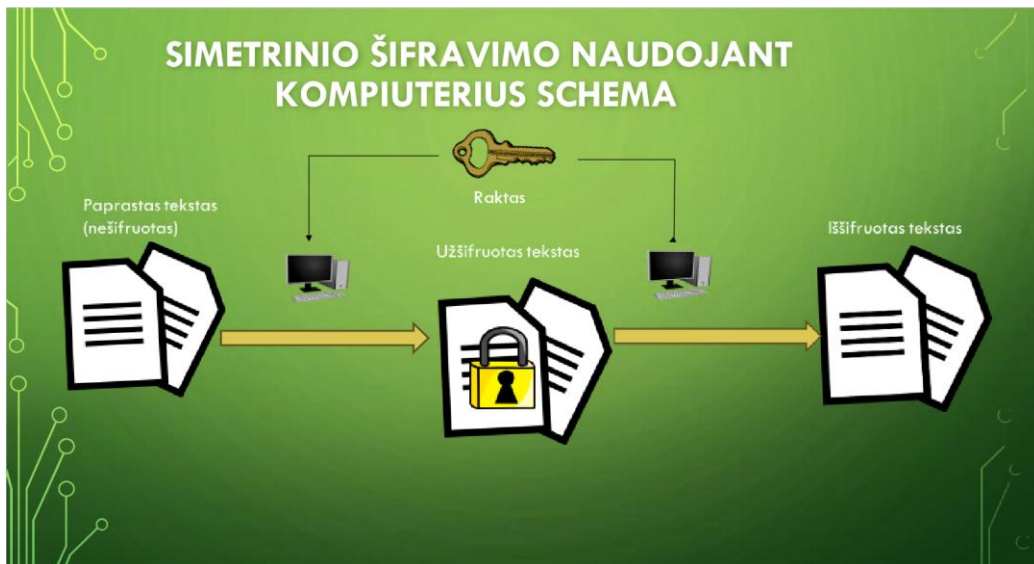 SIMETRINIO ŠIFRAVIMO NAUDOJANT
KOMPIUTERIUS SCHEMA
Raktas
Paprastas tekstas
(nešifruotas)
Užšifruotas tekstas
Iššifruotas tekstas